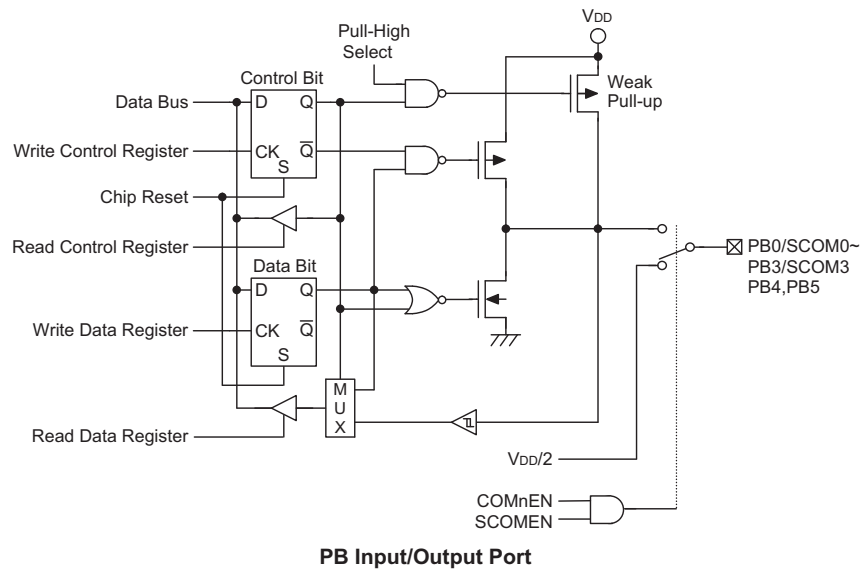 VDD
Pull-High
Select
Control Bit
Weak
Pull-up
Data Bus
D
Q
Write Control Register
CK
Q
S
Chip Reset
Read Control Register
Data Bit
D
Q
Write Data Register
CK
Q
S
M
U
X
Read Data Register
PB0/SCOM0~
PB3/SCOM3
PB4,PB5
VDD/2
COMnEN
SCOMEN
PB Input/Output Port